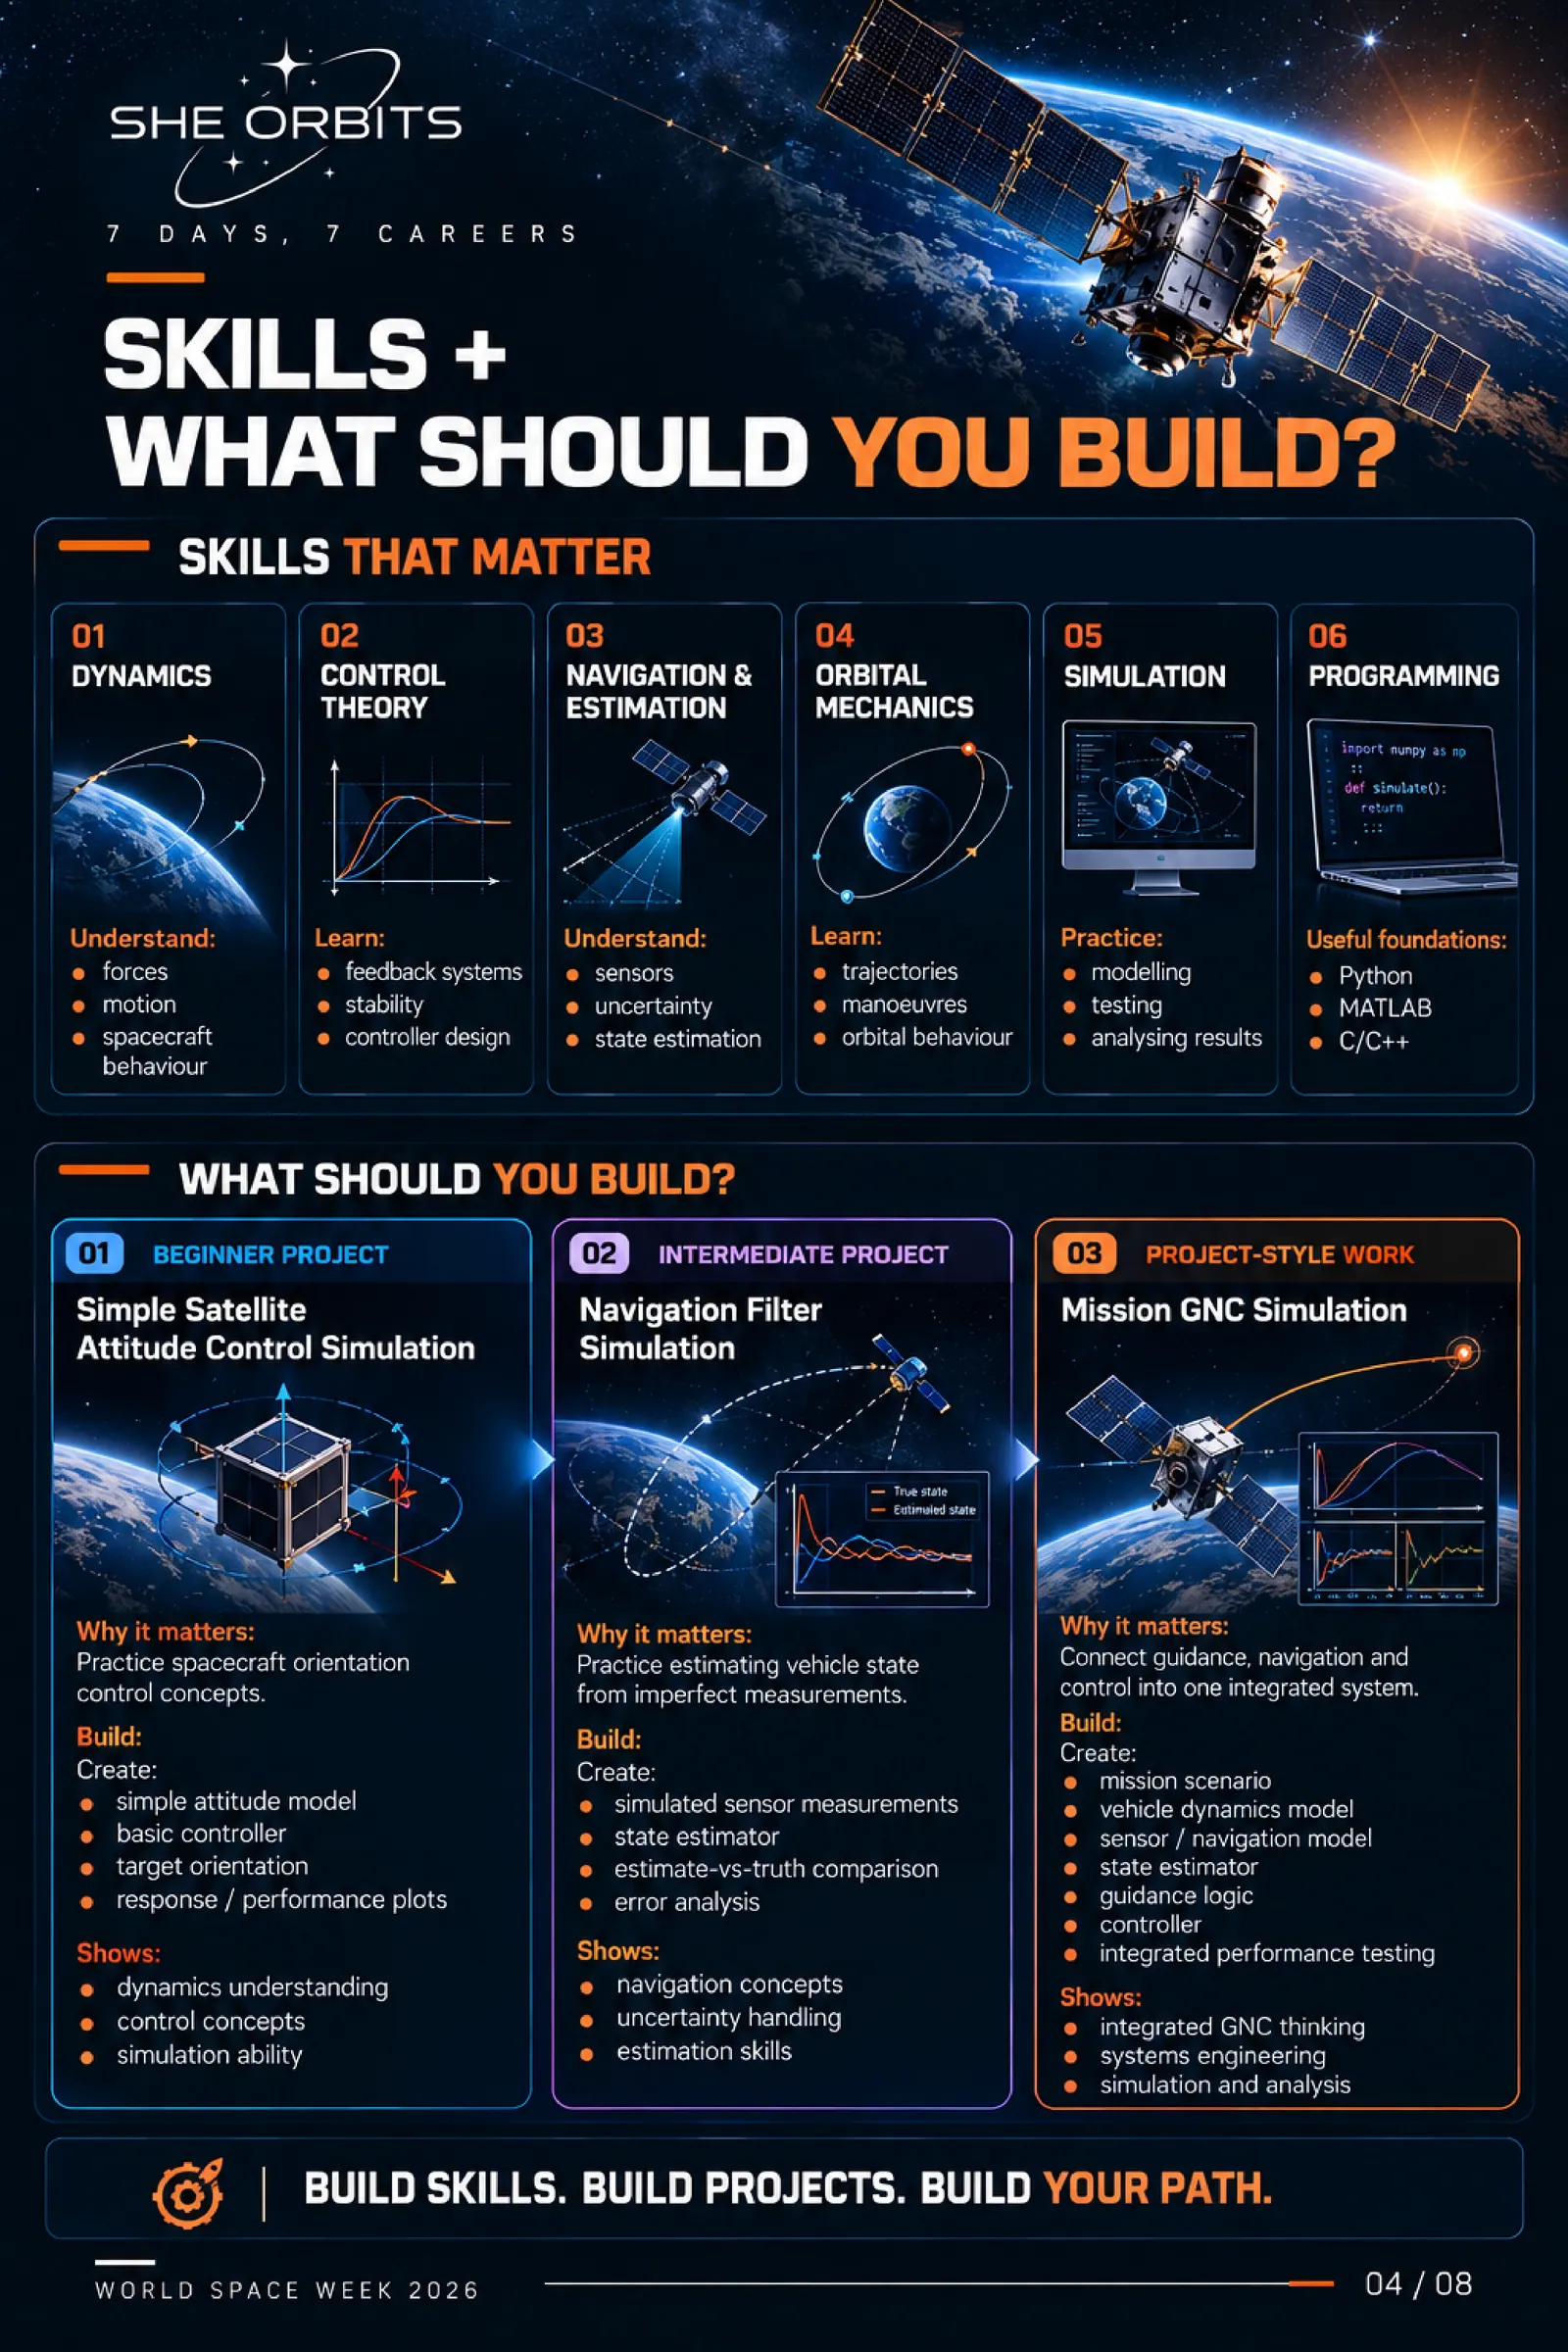 SHE ORBITS
7 DAYS, 7 CAREERS
SKILLS +
WHAT SHOULD YOU BUILD?
SKILLS THAT MATTER
01
DYNAMICS
Understand:
forces
motion
spacecraft
behaviour
02
CONTROL
THEORY
Learn:
feedback systems
stability
controller design
03
NAVIGATION &
ESTIMATION
Understand:
sensors
uncertainty
state estimation
04
ORBITAL
MECHANICS
Learn:
trajectories
manoeuvres
orbital behaviour
05
SIMULATION
Practice:
modelling
testing
analysing results
06
PROGRAMMING
import numpy as np
::
def simulate():
return
:::
Useful foundations:
Python
MATLAB
C/C++
WHAT SHOULD YOU BUILD?
01 BEGINNER PROJECT
Simple Satellite
Attitude Control Simulation
Why it matters:
Practice spacecraft orientation
control concepts.
Build:
Create:
simple attitude model
basic controller
target orientation
response / performance plots
Shows:
dynamics understanding
control concepts
simulation ability
02 INTERMEDIATE PROJECT
Navigation Filter
Simulation
True state
Estimated state
Why it matters:
Practice estimating vehicle state
from imperfect measurements.
Build:
Create:
simulated sensor measurements
state estimator
estimate-vs-truth comparison
error analysis
Shows:
navigation concepts
uncertainty handling
estimation skills
03 PROJECT-STYLE WORK
Mission GNC Simulation
Why it matters:
Connect guidance, navigation and
control into one integrated system.
Build:
Create:
mission scenario
vehicle dynamics model
sensor / navigation model
state estimator
guidance logic
controller
integrated performance testing
Shows:
integrated GNC thinking
systems engineering
simulation and analysis
BUILD SKILLS. BUILD PROJECTS. BUILD YOUR PATH.
WORLD SPACE WEEK 2026
04 / 08